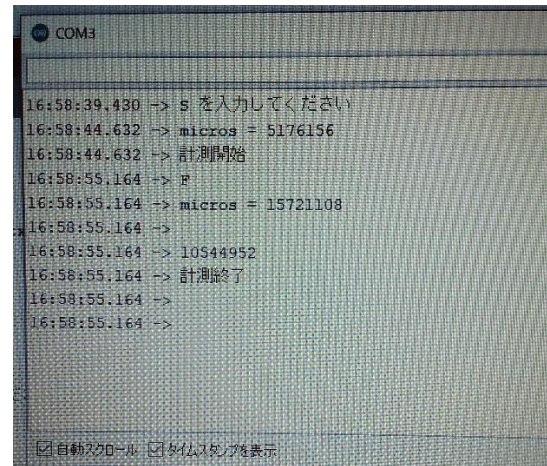 COM3
16:58:39.430 -> S を入力してください
16:58:44.632 -> micros = 5176156
16:58:44.632 -> 計測開始
16:58:55.164 -> F
16:58:55.164 -> micros = 15721108
16:58:55.164 ->
16:58:55.164 -> 10544952
16:58:55.164 -> 計測終了
16:58:55.164 ->
16:58:55.164 ->
自動スクロール タイムスタンプを表示